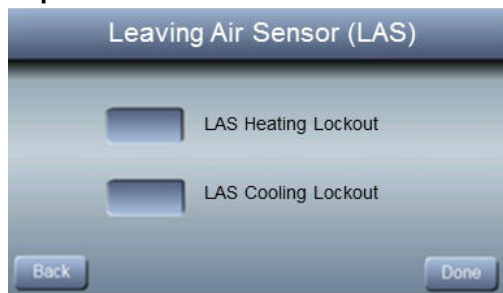 Leaving Air Sensor (LAS)
LAS Heating Lockout
LAS Cooling Lockout
Back
Done